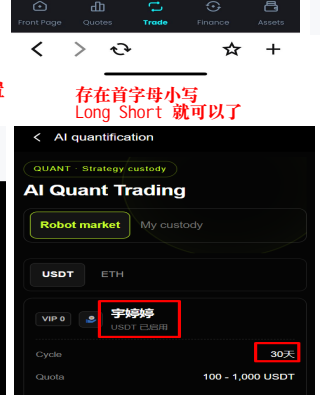 Front Page Quotes Trade Finance Assets
置
存在首字母小写
Long Short 就可以了
AI quantification
QUANT · Strategy custody
AI Quant Trading
Robot market My custody
USDT ETH
VIP 0 宇婷婷
USDT 已启用
Cycle 30天
Quota 100 - 1,000 USDT